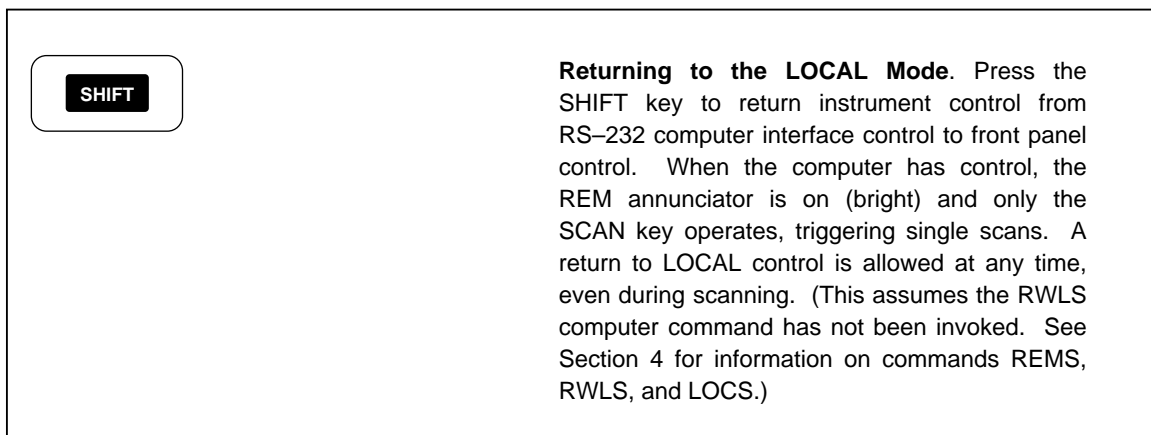 SHIFT
Returning to the LOCAL Mode. Press the
SHIFT key to return instrument control from
RS–232 computer interface control to front panel
control. When the computer has control, the
REM annunciator is on (bright) and only the
SCAN key operates, triggering single scans. A
return to LOCAL control is allowed at any time,
even during scanning. (This assumes the RWLS
computer command has not been invoked. See
Section 4 for information on commands REMS,
RWLS, and LOCS.)